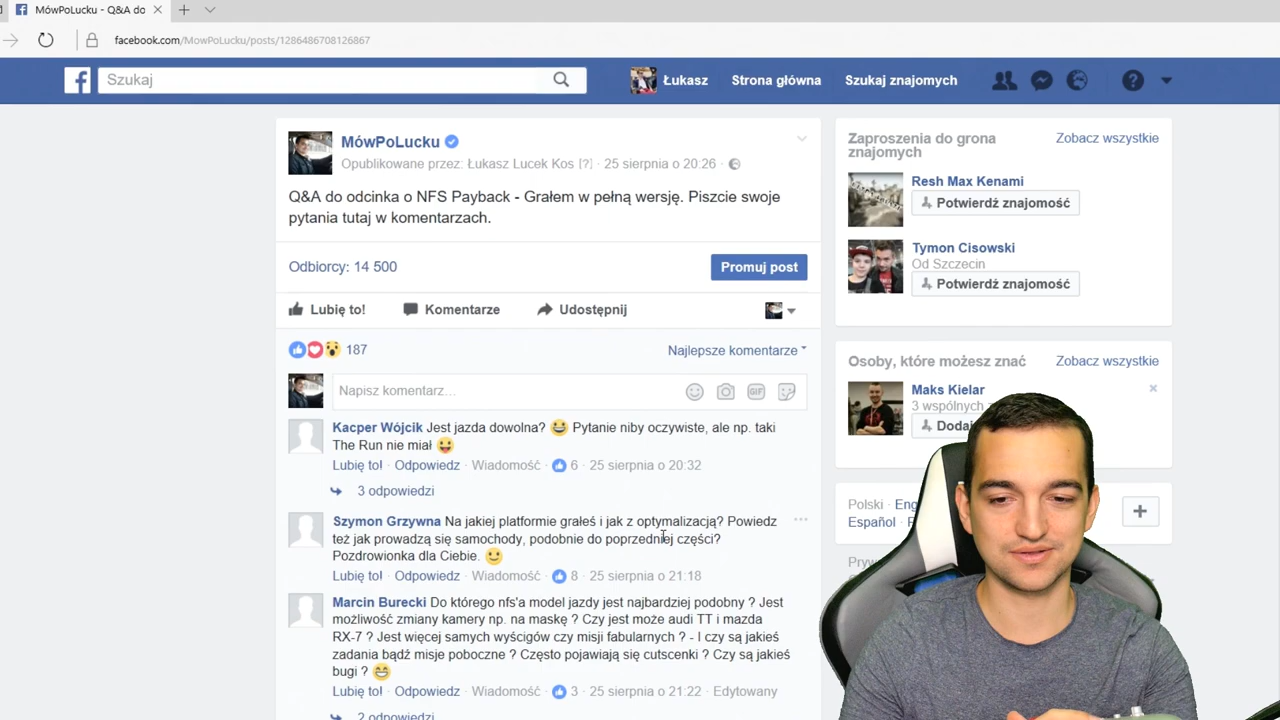 MówPoLucku - Q&A do
facebook.com/MowPoLucku/posts/1286486708126867
Szukaj
Łukasz
Strona główna
Szukaj znajomych
MówPoLucku
Opublikowane przez: Łukasz Lucek Kos [?] · 25 sierpnia o 20:26 ·
Q&A do odcinka o NFS Payback - Grałem w pełną wersję. Piszcie swoje
pytania tutaj w komentarzach.
Odbiorcy: 14 500
Promuj post
Lubię to!
Komentarze
Udostępnij
187
Najlepsze komentarze
Napisz komentarz...
GIF
Kacper Wójcik Jest jazda dowolna? 😀 Pytanie niby oczywiste, ale np. taki
The Run nie miał 😛
Lubię to! · Odpowiedz · Wiadomość · 6 · 25 sierpnia o 20:32
3 odpowiedzi
Szymon Grzywna Na jakiej platformie grałeś i jak z optymalizacją? Powiedz
też jak prowadzą się samochody, podobnie do poprzedniej części?
Pozdrowionka dla Ciebie. 🙂
Lubię to! · Odpowiedz · Wiadomość · 8 · 25 sierpnia o 21:18
Marcin Burecki Do którego nfs'a model jazdy jest najbardziej podobny ? Jest
możliwość zmiany kamery np. na maskę ? Czy jest może audi TT i mazda
RX-7 ? Jest więcej samych wyścigów czy misji fabularnych ? - I czy są jakieś
zadania bądź misje poboczne ? Często pojawiają się cutscenki ? Czy są jakieś
bugi ? 😁
Lubię to! · Odpowiedz · Wiadomość · 3 · 25 sierpnia o 21:22 · Edytowany
2 odpowiedzi
Zaproszenia do grona
znajomych
Zobacz wszystkie
Resh Max Kenami
Potwierdź znajomość
Tymon Cisowski
Od Szczecin
Potwierdź znajomość
Osoby, które możesz znać
Zobacz wszystkie
Maks Kielar
3 wspólnych
Polski · Eng
Español ·